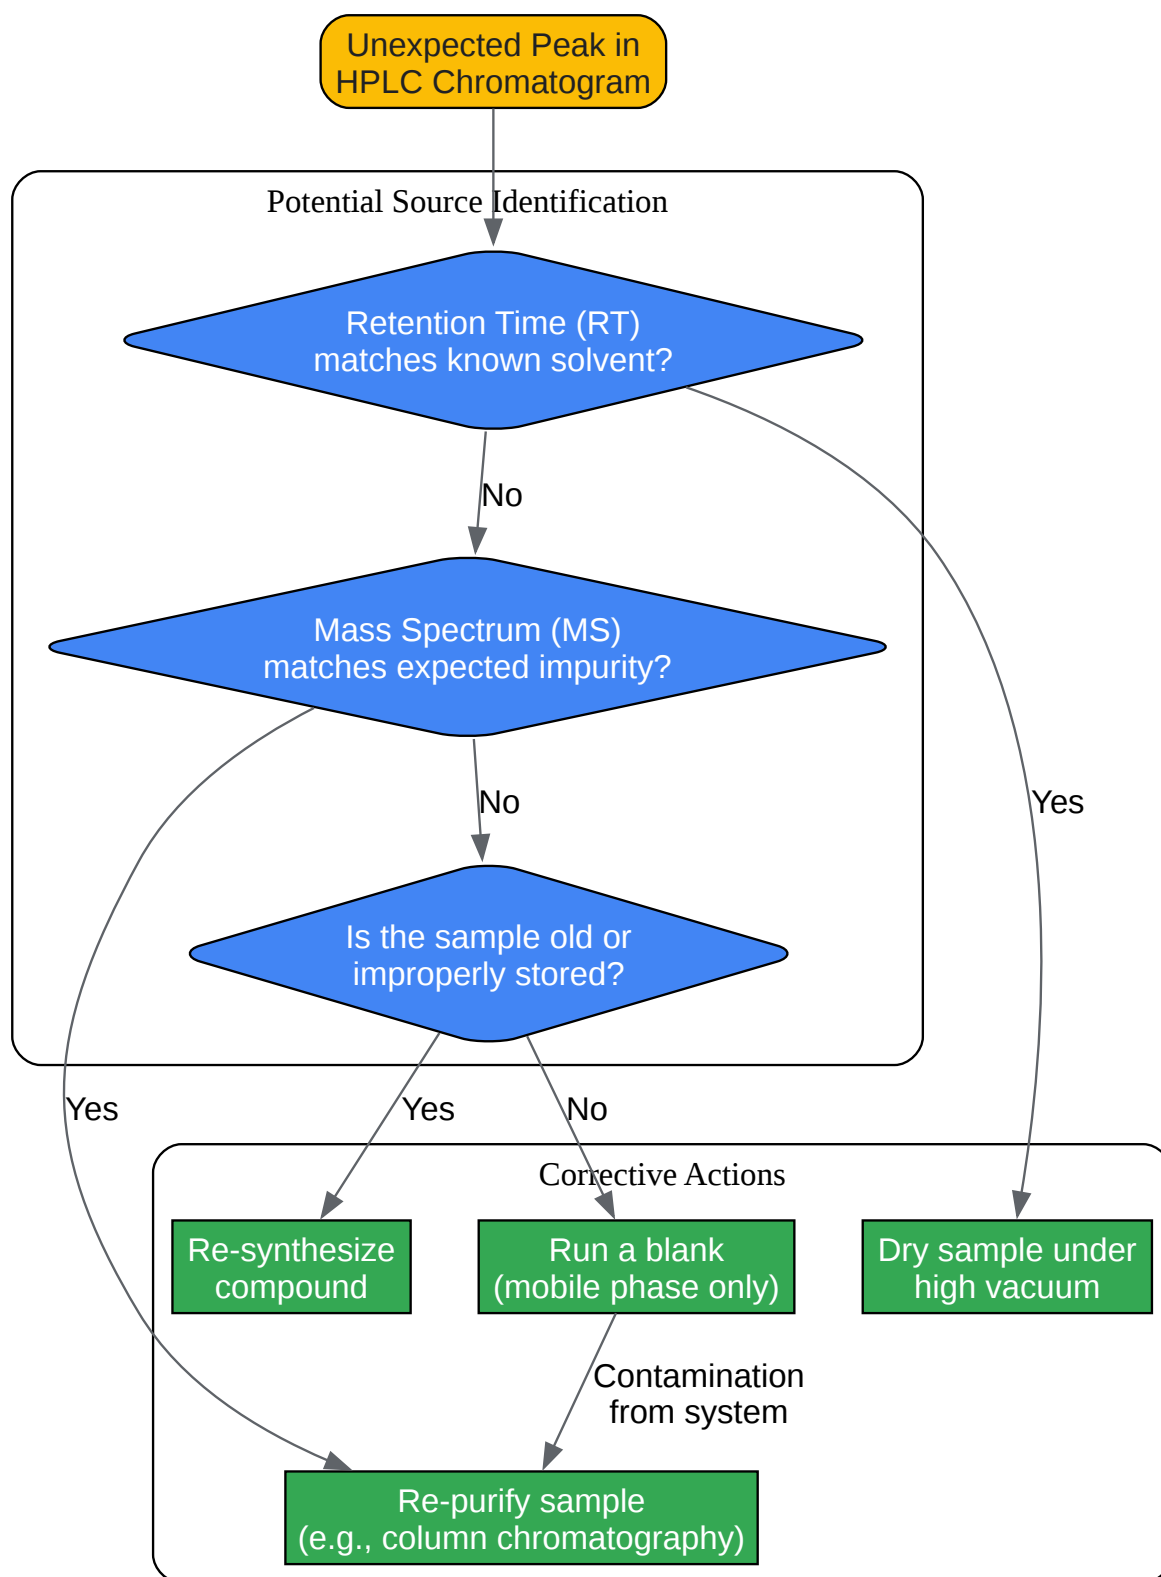 Unexpected Peak in
HPLC Chromatogram
Potential Source Identification
Retention Time (RT)
matches known solvent?
No
Mass Spectrum (MS)
matches expected impurity?
No
Yes
Is the sample old or
improperly stored?
Yes
Yes
No
Corrective Actions
Re-synthesize
compound
Run a blank
(mobile phase only)
Dry sample under
high vacuum
Contamination
from system
Re-purify sample
(e.g., column chromatography)